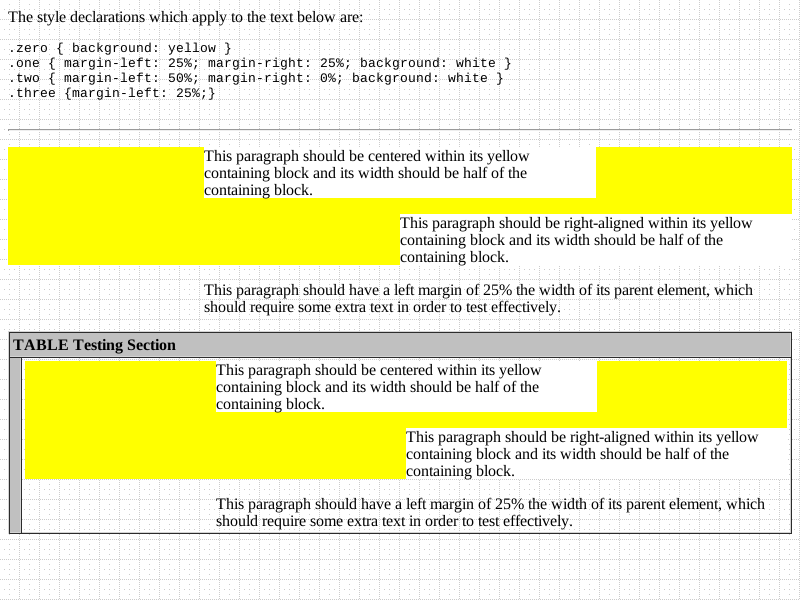 The style declarations which apply to the text below are:
.zero { background: yellow }
.one { margin-left: 25%; margin-right: 25%; background: white }
.two { margin-left: 50%; margin-right: 0%; background: white }
.three {margin-left: 25%;}
This paragraph should be centered within its yellow
containing block and its width should be half of the
containing block.
This paragraph should be right-aligned within its yellow
containing block and its width should be half of the
containing block.
This paragraph should have a left margin of 25% the width of its parent element, which
should require some extra text in order to test effectively.
TABLE Testing Section
This paragraph should be centered within its yellow
containing block and its width should be half of the
containing block.
This paragraph should be right-aligned within its yellow
containing block and its width should be half of the
containing block.
This paragraph should have a left margin of 25% the width of its parent element, which
should require some extra text in order to test effectively.